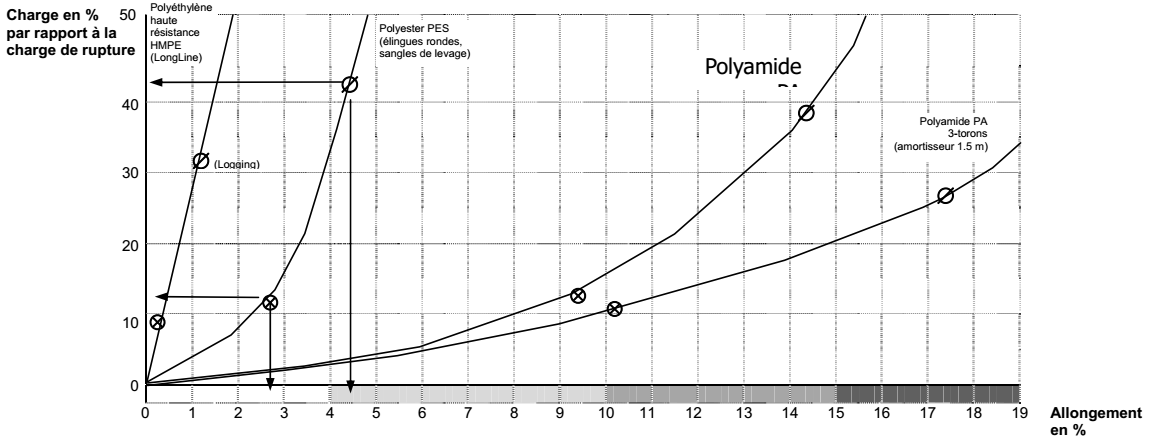 Charge en %
par rapport à la
charge de rupture
Polyéthylène
haute
résistance
HMPE
(LongLine)
Polyester PES
(élingues rondes,
sangles de levage)
Polyamide
Polyamide PA
3-torons
(amortisseur 1.5 m)
(Logging)
50
40
30
20
10
0
0 1 2 3 4 5 6 7 8 9 10 11 12 13 14 15 16 17 18 19
Allongement
en %